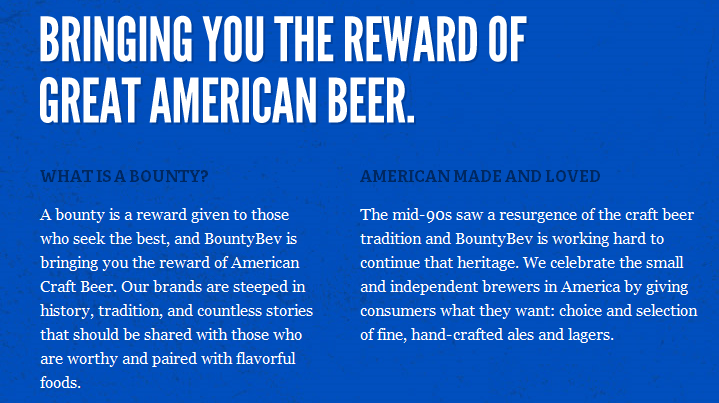 BRINGING YOU THE REWARD OF
GREAT AMERICAN BEER.
WHAT IS A BOUNTY?
A bounty is a reward given to those
who seek the best, and BountyBev is
bringing you the reward of American
Craft Beer. Our brands are steeped in
history, tradition, and countless stories
that should be shared with those who
are worthy and paired with flavorful
foods.
AMERICAN MADE AND LOVED
The mid-90s saw a resurgence of the craft beer
tradition and BountyBev is working hard to
continue that heritage. We celebrate the small
and independent brewers in America by giving
consumers what they want: choice and selection
of fine, hand-crafted ales and lagers.